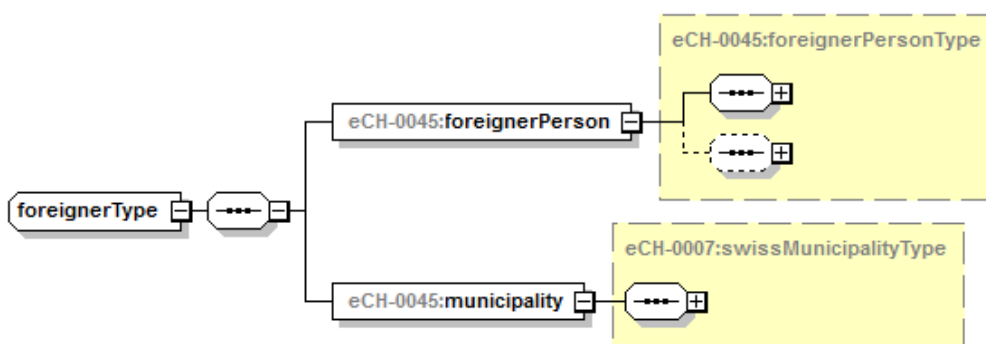 eCH-0045:foreignerPersonType
eCH-0045:foreignerPerson
foreignerType
eCH-0007:swissMunicipalityType
eCH-0045:municipality